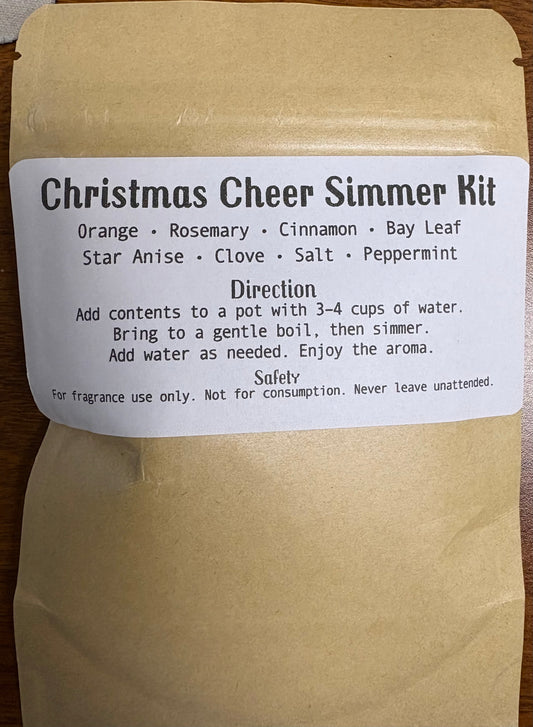 Christmas Cheer Simmer Kit
Orange • Rosemary • Cinnamon • Bay Leaf
Star Anise • Clove • Salt • Peppermint
Direction
Add contents to a pot with 3–4 cups of water.
Bring to a gentle boil, then simmer.
Add water as needed. Enjoy the aroma.
Safety
For fragrance use only. Not for consumption. Never leave unattended.